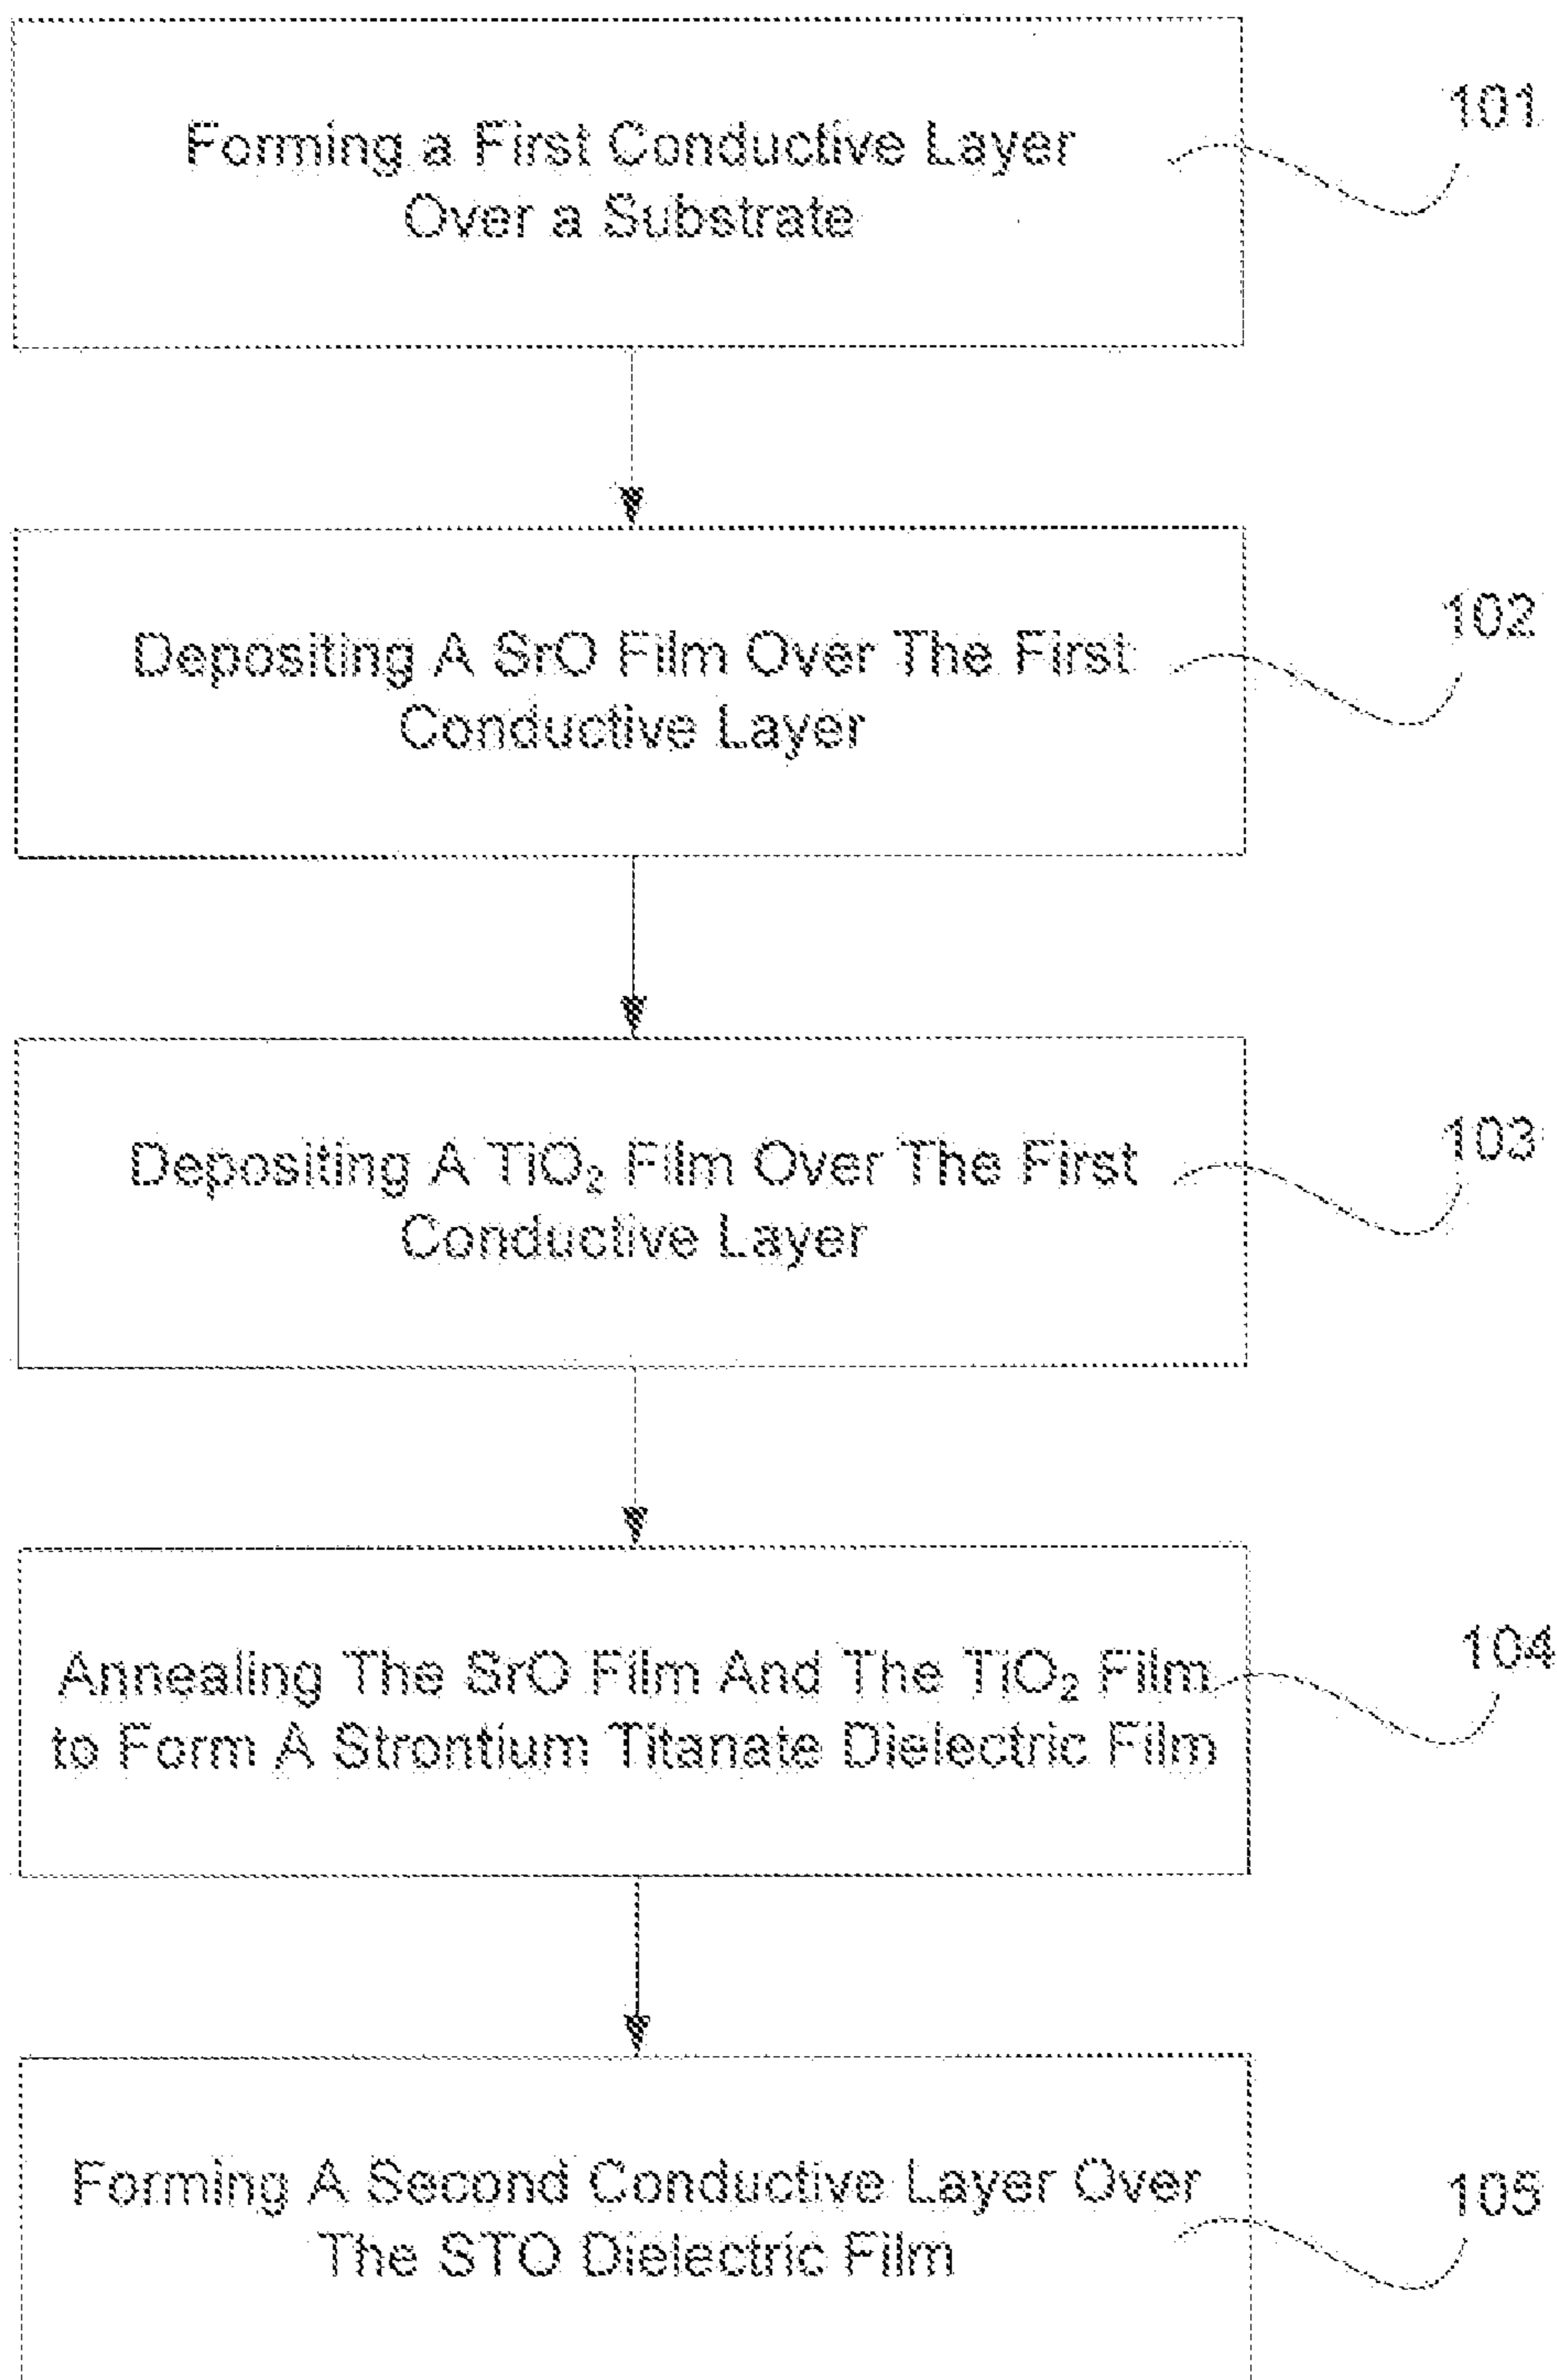 Forming a First Conductive Layer
Over a Substrate
101
Depositing A SrO Film Over The First
Conductive Layer
102
Depositing A TiO₂ Film Over The First
Conductive Layer
103
Annealing The SrO Film And The TiO₂ Film
to Form A Strontium Titanate Dielectric Film
104
Forming A Second Conductive Layer Over
The STO Dielectric Film
105